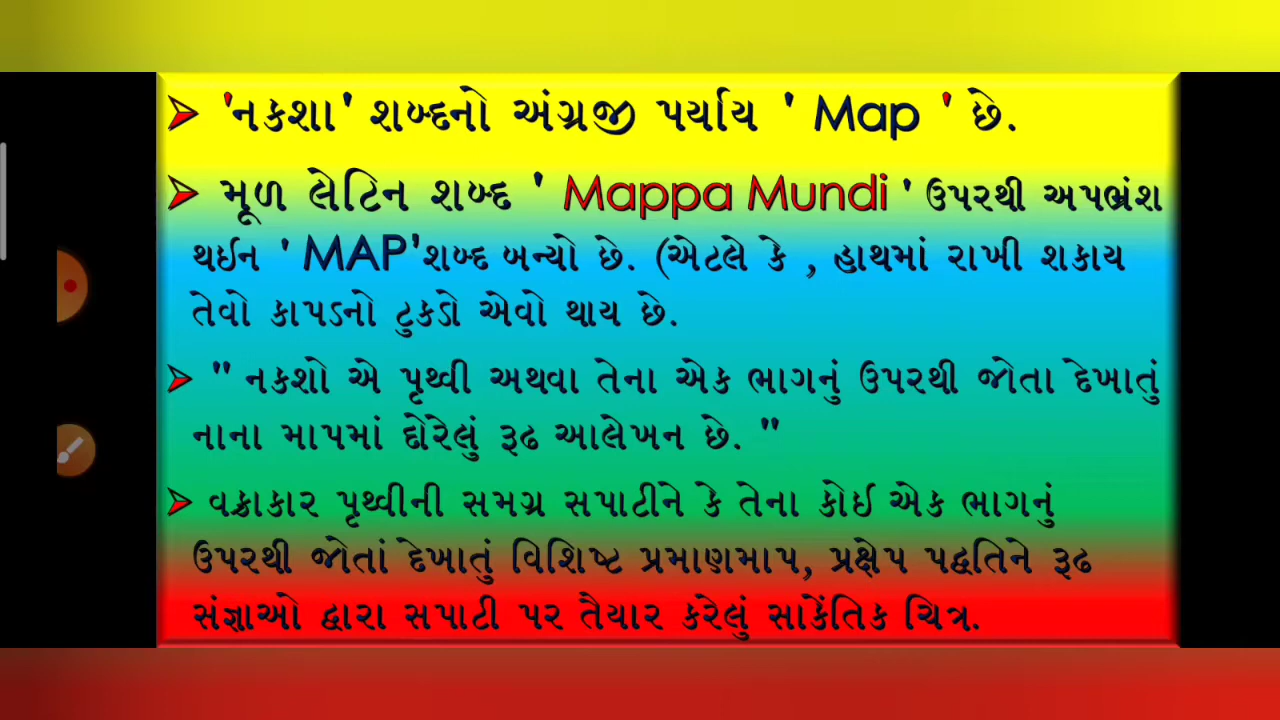 'નકશા' શબ્દનો અંગ્રજી પર્યાય ' Map ' છે.
મૂળ લેટિન શબ્દ ' Mappa Mundi ' ઉપરથી અપભ્રંશ
થઈન ' MAP'શબ્દ બન્યો છે. (એટલે કે , હાથમાં રાખી શકાય
તેવો કાપડનો ટુકડો એવો થાય છે.
" નકશો એ પૃથ્વી અથવા તેના એક ભાગનું ઉપરથી જોતા દેખાતું
નાના માપમાં દોરેલું રૂઢ આલેખન છે. "
વક્રાકાર પૃથ્વીની સમગ્ર સપાટીને કે તેના કોઈ એક ભાગનું
ઉપરથી જોતાં દેખાતું વિશિષ્ટ પ્રમાણમાપ, પ્રક્ષેપ પદ્વતિને રૂઢ
સંજ્ઞાઓ દ્વારા સપાટી પર તૈયાર કરેલું સાકેંતિક ચિત્ર.